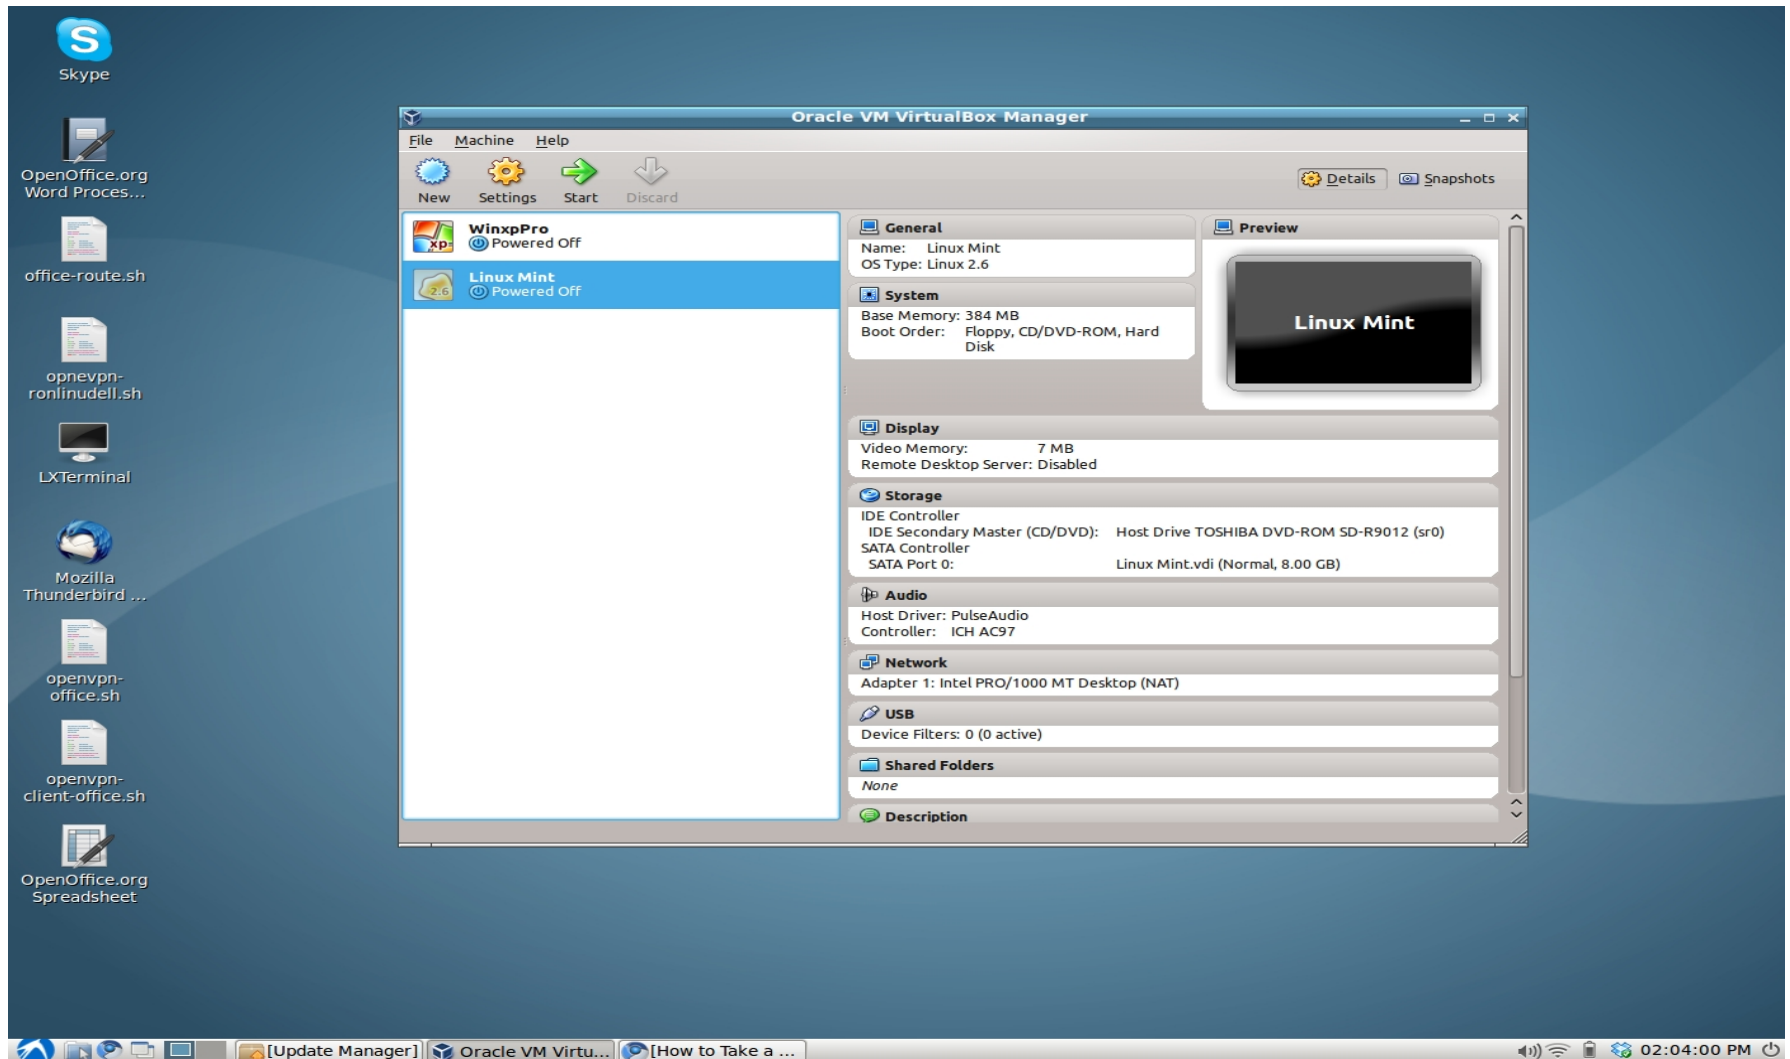 Skype
OpenOffice.org
Word Proces...
office-route.sh
opnevpn-
ronlinudell.sh
LXTerminal
Mozilla
Thunderbird ...
openvpn-
office.sh
openvpn-
client-office.sh
OpenOffice.org
Spreadsheet
Oracle VM VirtualBox Manager
File Machine Help
New Settings Start Discard
Details Snapshots
WinxpPro
Powered Off
Linux Mint
Powered Off
xp
2.6
General
Name: Linux Mint
OS Type: Linux 2.6
System
Base Memory: 384 MB
Boot Order: Floppy, CD/DVD-ROM, Hard
Disk
Preview
Linux Mint
Display
Video Memory: 7 MB
Remote Desktop Server: Disabled
Storage
IDE Controller
IDE Secondary Master (CD/DVD): Host Drive TOSHIBA DVD-ROM SD-R9012 (sr0)
SATA Controller
SATA Port 0: Linux Mint.vdi (Normal, 8.00 GB)
Audio
Host Driver: PulseAudio
Controller: ICH AC97
Network
Adapter 1: Intel PRO/1000 MT Desktop (NAT)
USB
Device Filters: 0 (0 active)
Shared Folders
None
Description
[Update Manager] Oracle VM Virtu... [How to Take a ... 02:04:00 PM